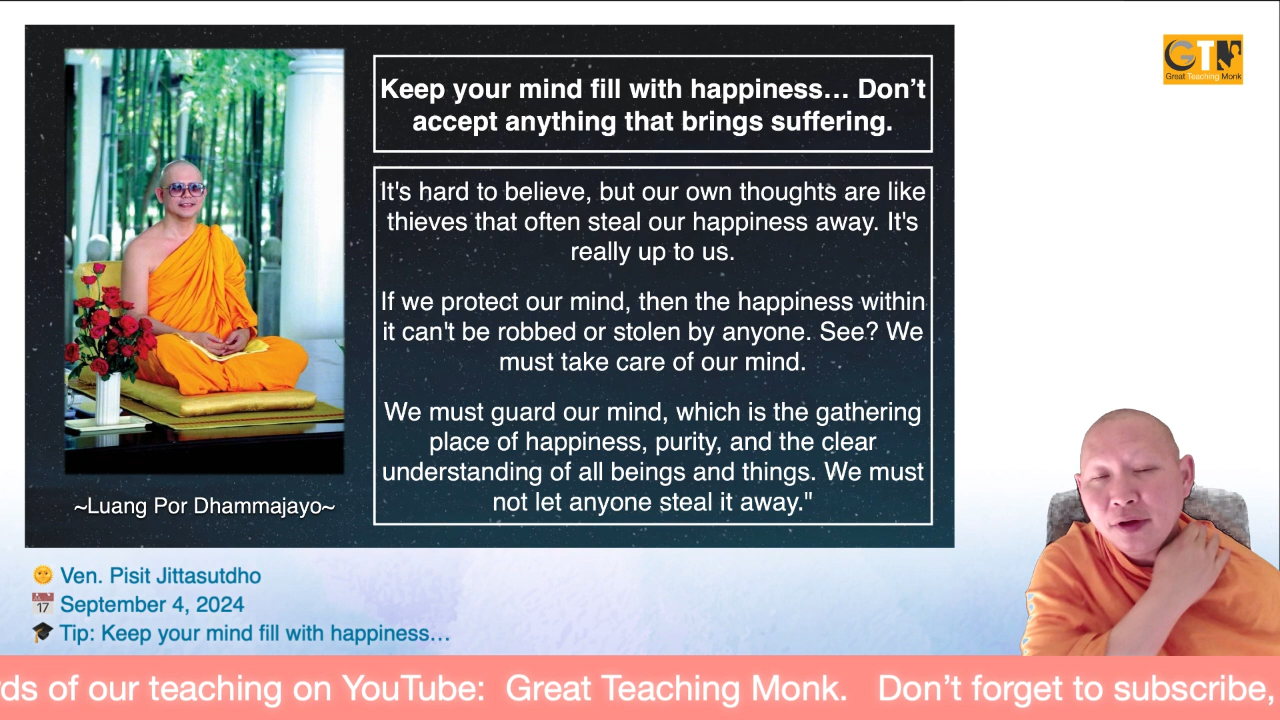 GTN
Great Teaching Monk
Keep your mind fill with happiness… Don’t
accept anything that brings suffering.
It's hard to believe, but our own thoughts are like
thieves that often steal our happiness away. It's
really up to us.
If we protect our mind, then the happiness within
it can't be robbed or stolen by anyone. See? We
must take care of our mind.
We must guard our mind, which is the gathering
place of happiness, purity, and the clear
understanding of all beings and things. We must
not let anyone steal it away."
~Luang Por Dhammajayo~
Ven. Pisit Jittasutdho
September 4, 2024
Tip: Keep your mind fill with happiness…
rds of our teaching on YouTube:  Great Teaching Monk.   Don’t forget to subscribe,